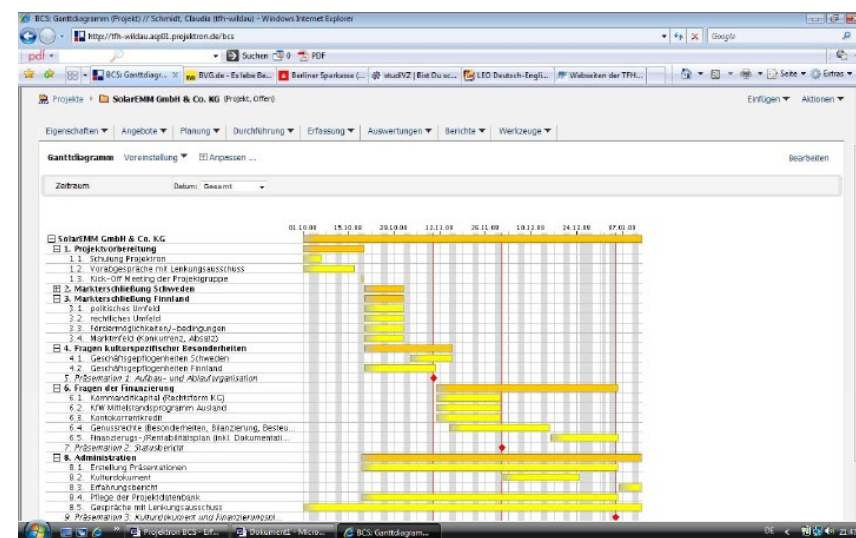 BCS: Ganttdiagramm (Projekt) // Schmidt, Claudia (tfh-wildau) - Windows Internet Explorer
http://tfh-wildau.asp01.projektron.de/bcs
Google
pdf
Suchen
PDF
BCS: Ganttdiagr...
BVG.de - Es lebe Be...
Berliner Sparkasse (...
studiVZ | Bist Du sc...
LEO Deutsch-Engli...
Webseiten der TFH...
Seite
Extras
Projekte
SolarEMM GmbH & Co. KG (Projekt, Offen)
Einfügen
Aktionen
Eigenschaften
Angebote
Planung
Durchführung
Erfassung
Auswertungen
Berichte
Werkzeuge
Ganttdiagramm
Voreinstellung
Anpassen ...
Bearbeiten
Zeitraum
Datum: Gesamt
01.10.08 15.10.08 29.10.08 12.11.08 26.11.08 10.12.08 24.12.08 07.01.09
SolarEMM GmbH & Co. KG
1. Projektvorbereitung
1.1. Schulung Projektron
1.2. Vorabgespräche mit Lenkungsausschuss
1.3. Kick-Off Meeting der Projektgruppe
2. Markterschließung Schweden
3. Markterschließung Finnland
3.1. politisches Umfeld
3.2. rechtliches Umfeld
3.3. Fördermöglichkeiten/-bedingungen
3.4. Marktumfeld (Konkurrenz, Absatz)
4. Fragen kulturspezifischer Besonderheiten
4.1. Geschäftsgepflogenheiten Schweden
4.2. Geschäftsgepflogenheiten Finnland
5. Präsentation 1: Aufbau- und Ablauforganisation
6. Fragen der Finanzierung
6.1. Kommanditkapital (Rechtsform KG)
6.2. KfW Mittelstandsprogramm Ausland
6.3. Kontokorrentkredit
6.4. Genussrechte (Besonderheiten, Bilanzierung, Besteu...
6.5. Finanzierugs-/Rentabilitätsplan (inkl. Dokumentati...
7. Präsentation 2: Statusbericht
8. Administration
8.1. Erstellung Präsentationen
8.2. Kulturdokument
8.3. Erfahrungsbericht
8.4. Pflege der Projektdatenbank
8.5. Gespräche mit Lenkungsausschuss
9. Präsentation 3: Kulturdokument und Finanzierungspl...
Projektron BCS - Erf...
Dokument1 - Micro...
BCS: Ganttdiagram...
DE